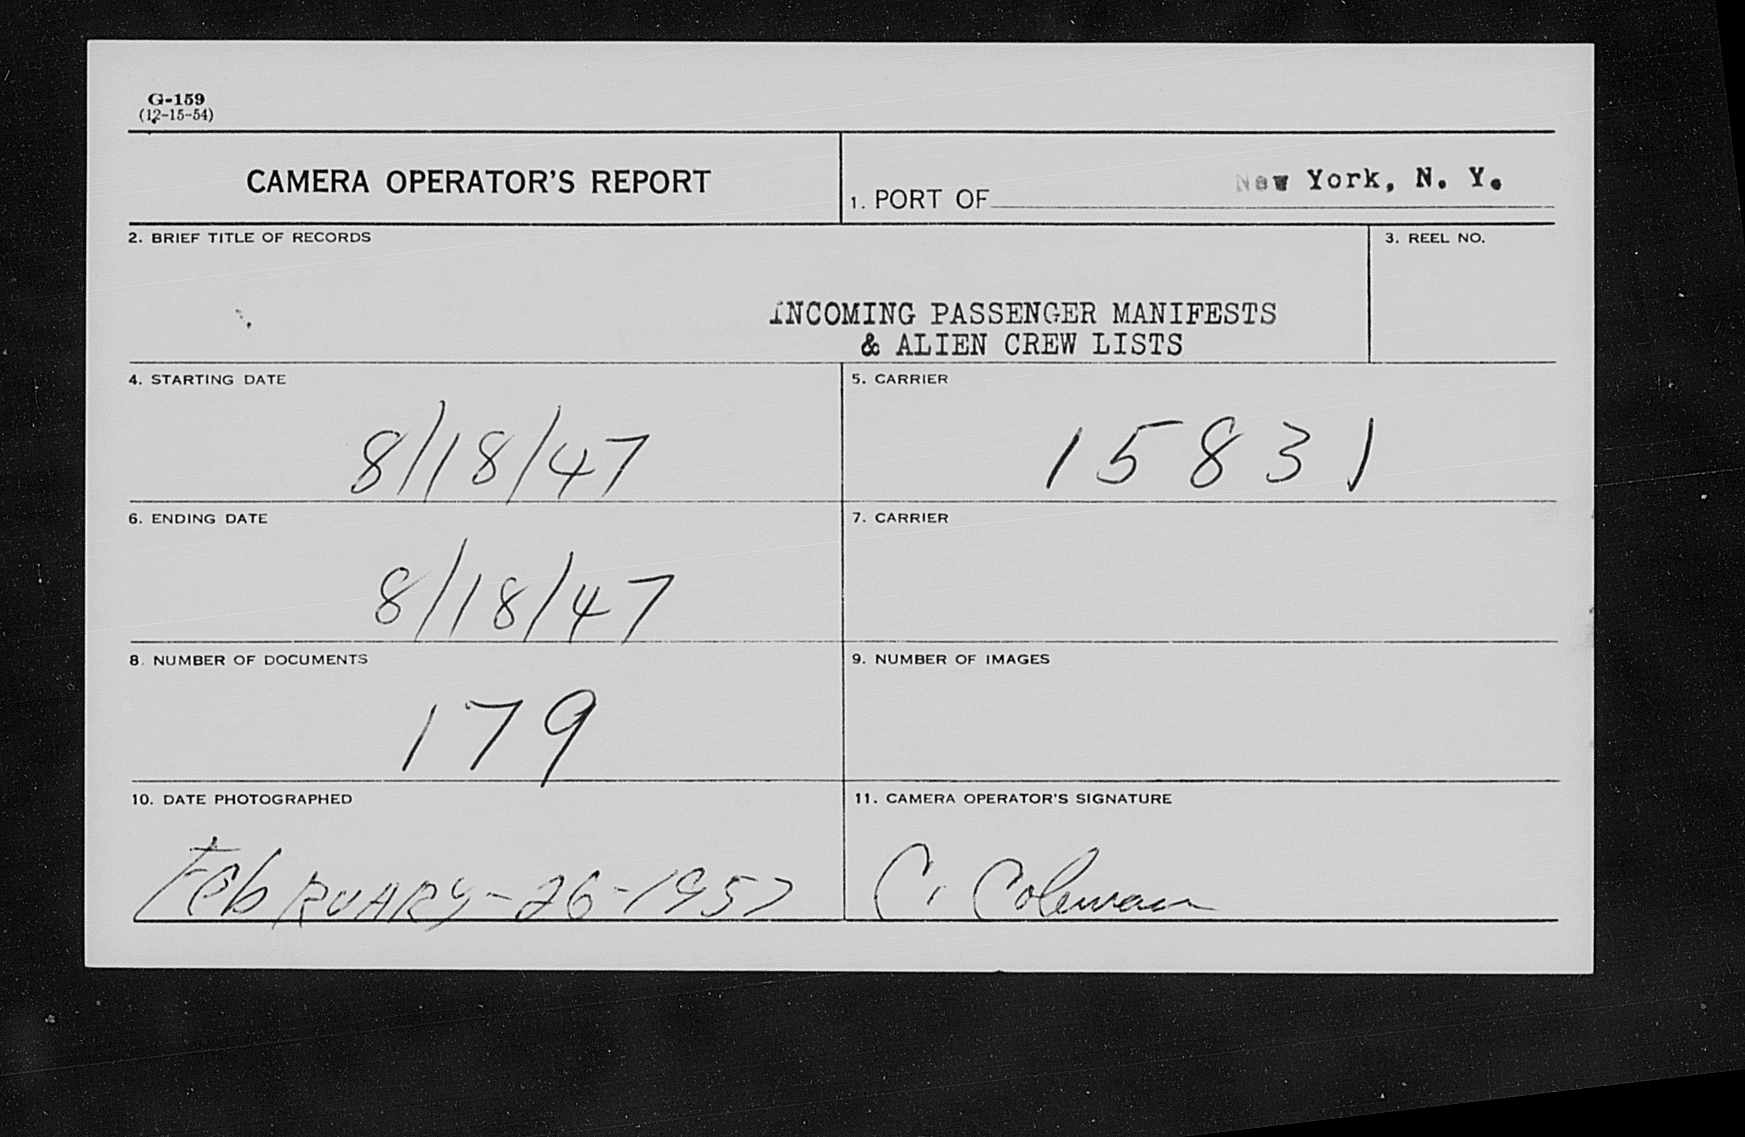 G-159
(12-15-54)
CAMERA OPERATOR'S REPORT
1. PORT OF New York, N. Y.
2. BRIEF TITLE OF RECORDS
3. REEL NO.
INCOMING PASSENGER MANIFESTS
& ALIEN CREW LISTS
4. STARTING DATE
8/18/47
5. CARRIER
15831
6. ENDING DATE
8/18/47
7. CARRIER
8. NUMBER OF DOCUMENTS
179
9. NUMBER OF IMAGES
10. DATE PHOTOGRAPHED
FebRUARY-26-1957
11. CAMERA OPERATOR'S SIGNATURE
C. Coleman